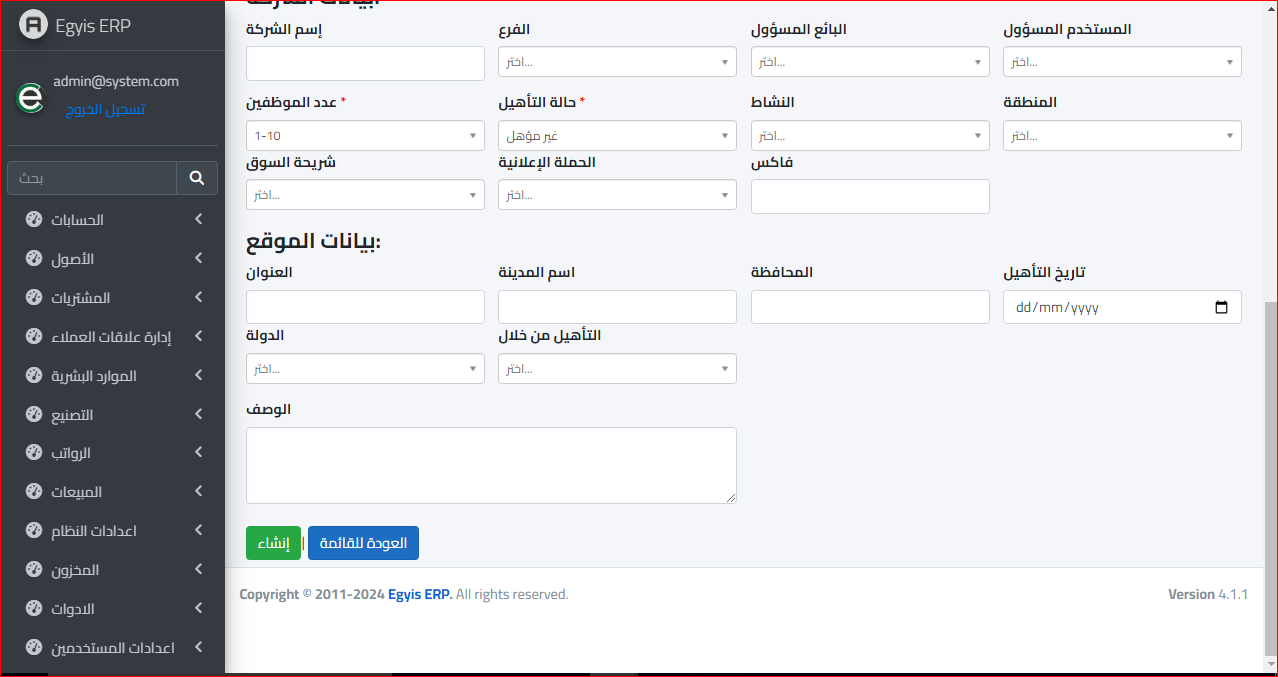 Egyis ERP
admin@system.com
تسجيل الخروج
بحث
الحسابات
الأصول
المشتريات
إدارة علاقات العملاء
الموارد البشرية
التصنيع
الرواتب
المبيعات
اعدادات النظام
المخزون
الادوات
اعدادات المستخدمين
إسم الشركة
الفرع
البائع المسؤول
المستخدم المسؤول
اختر...
اختر...
اختر...
عدد الموظفين *
حالة التأهيل *
النشاط
المنطقة
1-10
غير مؤهل
اختر...
اختر...
شريحة السوق
الحملة الإعلانية
فاكس
اختر...
اختر...
بيانات الموقع:
العنوان
اسم المدينة
المحافظة
تاريخ التأهيل
dd/mm/yyyy
الدولة
التأهيل من خلال
اختر...
اختر...
الوصف
إنشاء | العودة للقائمة
Copyright © 2011-2024 Egyis ERP. All rights reserved.
Version 4.1.1